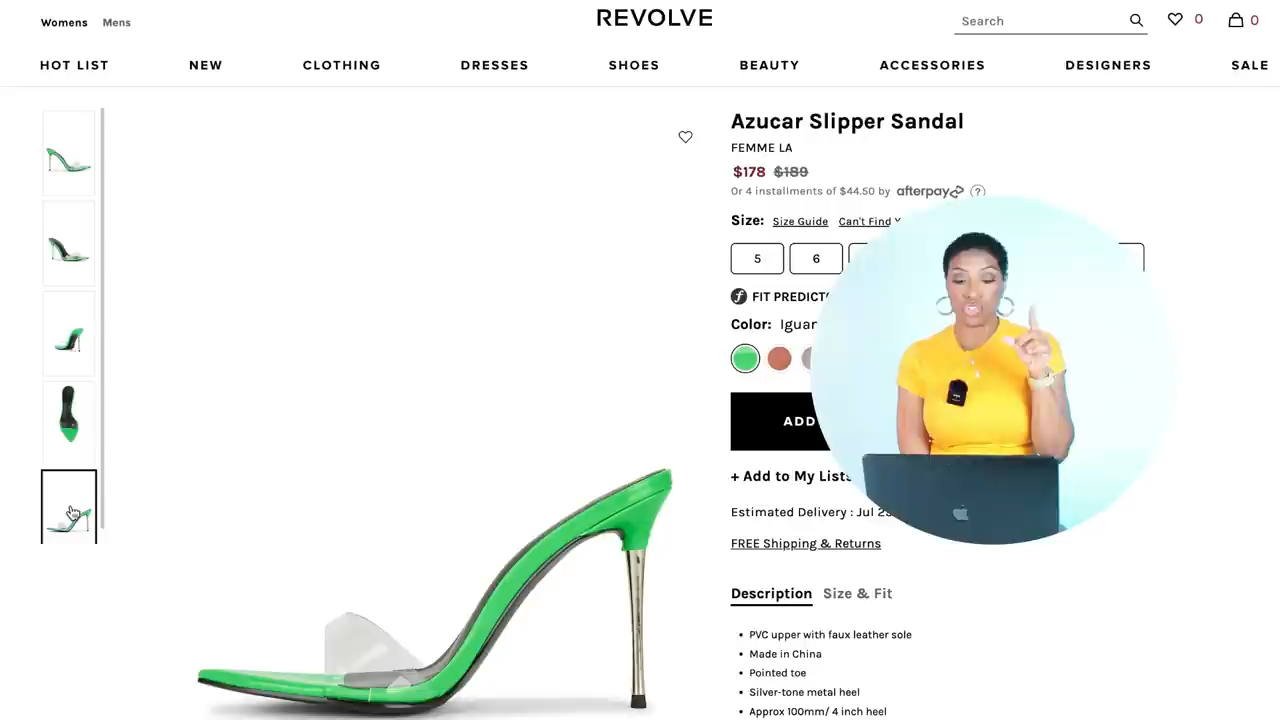 Womens Mens
REVOLVE
Search
0
0
HOT LIST NEW CLOTHING DRESSES SHOES BEAUTY ACCESSORIES DESIGNERS SALE
Azucar Slipper Sandal
FEMME LA
$178 $189
Or 4 installments of $44.50 by afterpay ?
Size: Size Guide Can't Find
5 6
FIT
Color:
ADD
+ Add to My Lists
Estimated Delivery : Jul
FREE Shipping & Returns
Description Size & Fit
• PVC upper with faux leather sole
• Made in China
• Pointed toe
• Silver-tone metal heel
• Approx 100mm/ 4 inch heel